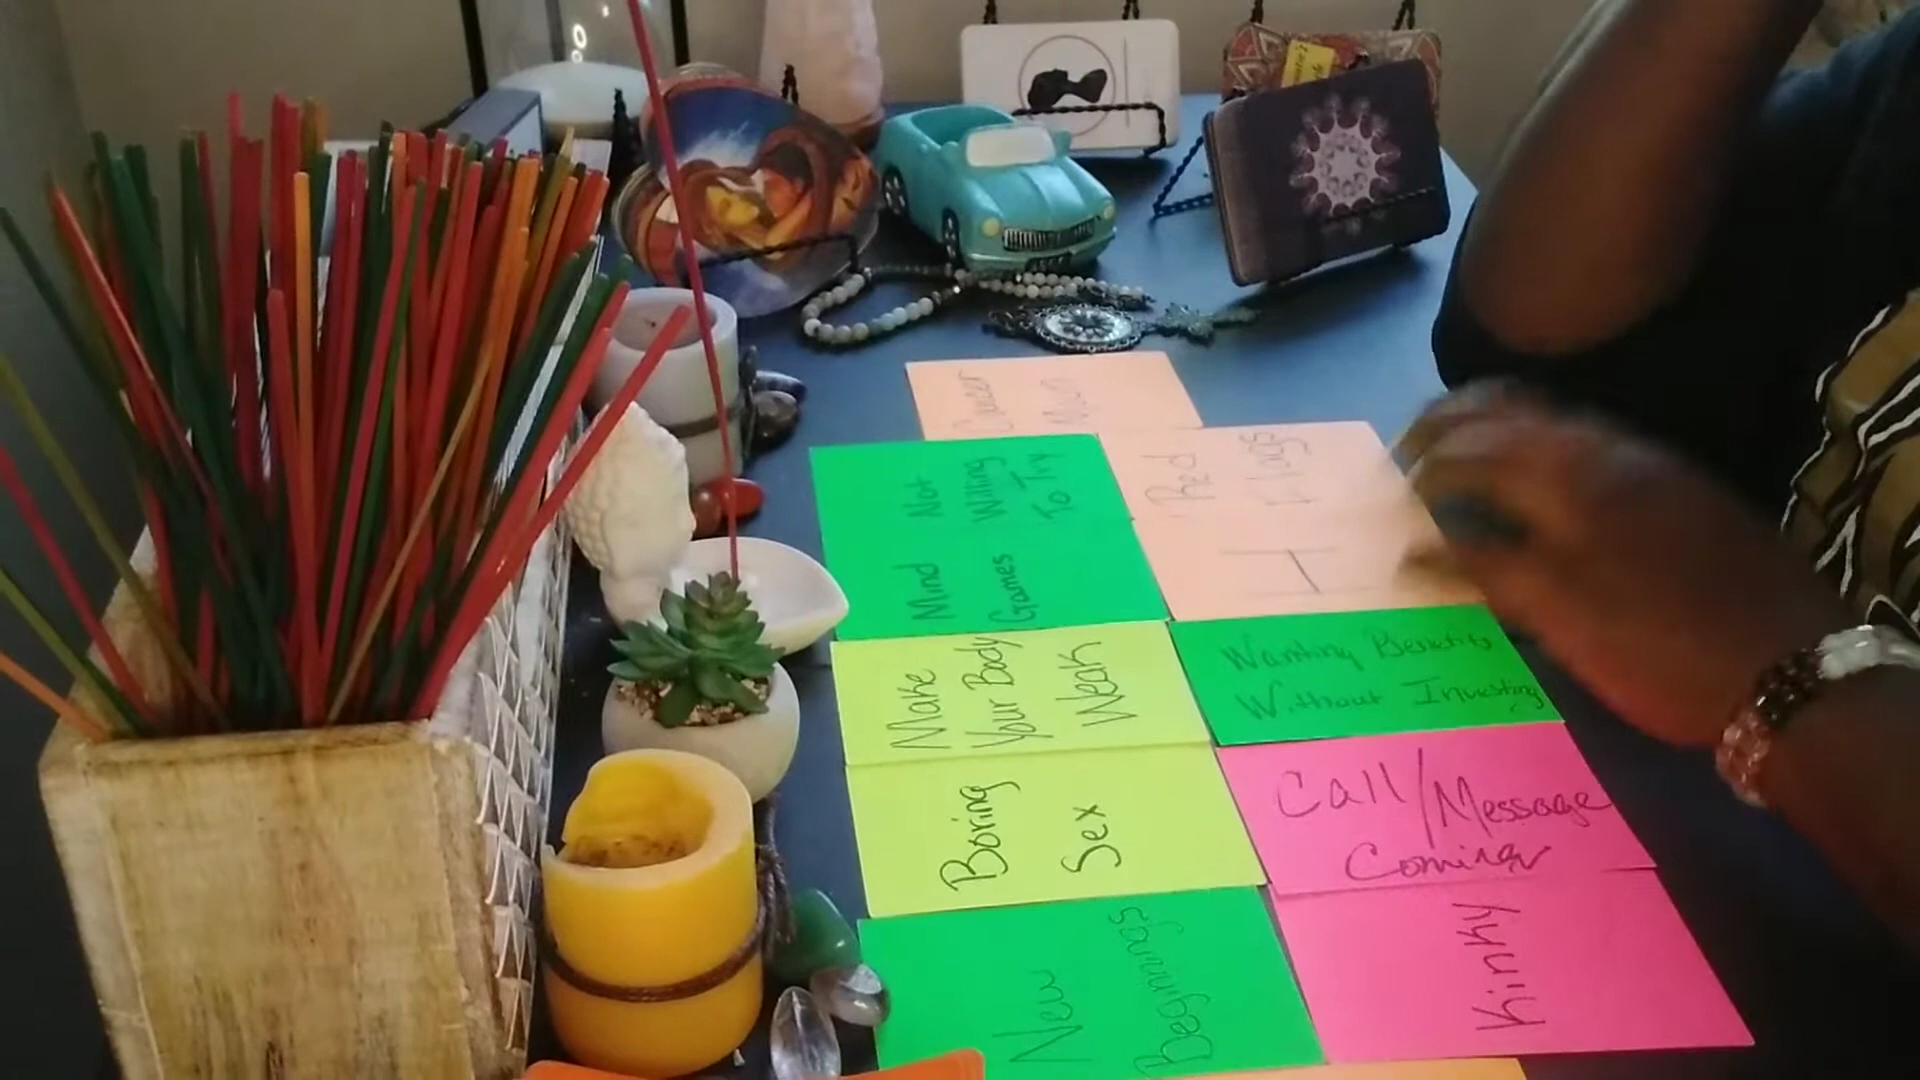 Cancer
Mind Not
Games Willing
To Try
Red
Flags
I
Make
Your Body
Weak
Wanting Benefits
Without Investing
Boring
Sex
Call/Message
Coming
New
Beginnings
Kinky